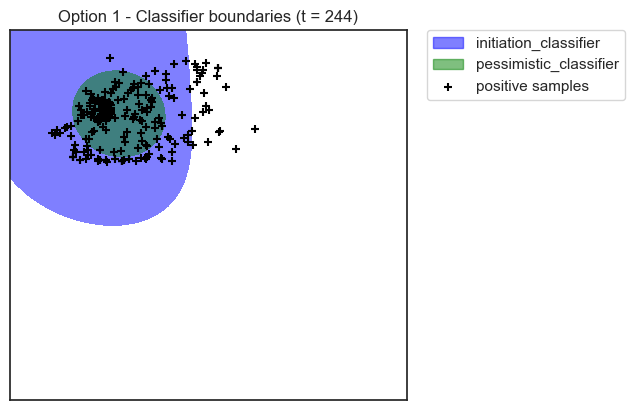 Option 1 - Classifier boundaries (t = 244)
initiation_classifier
pessimistic_classifier
positive samples